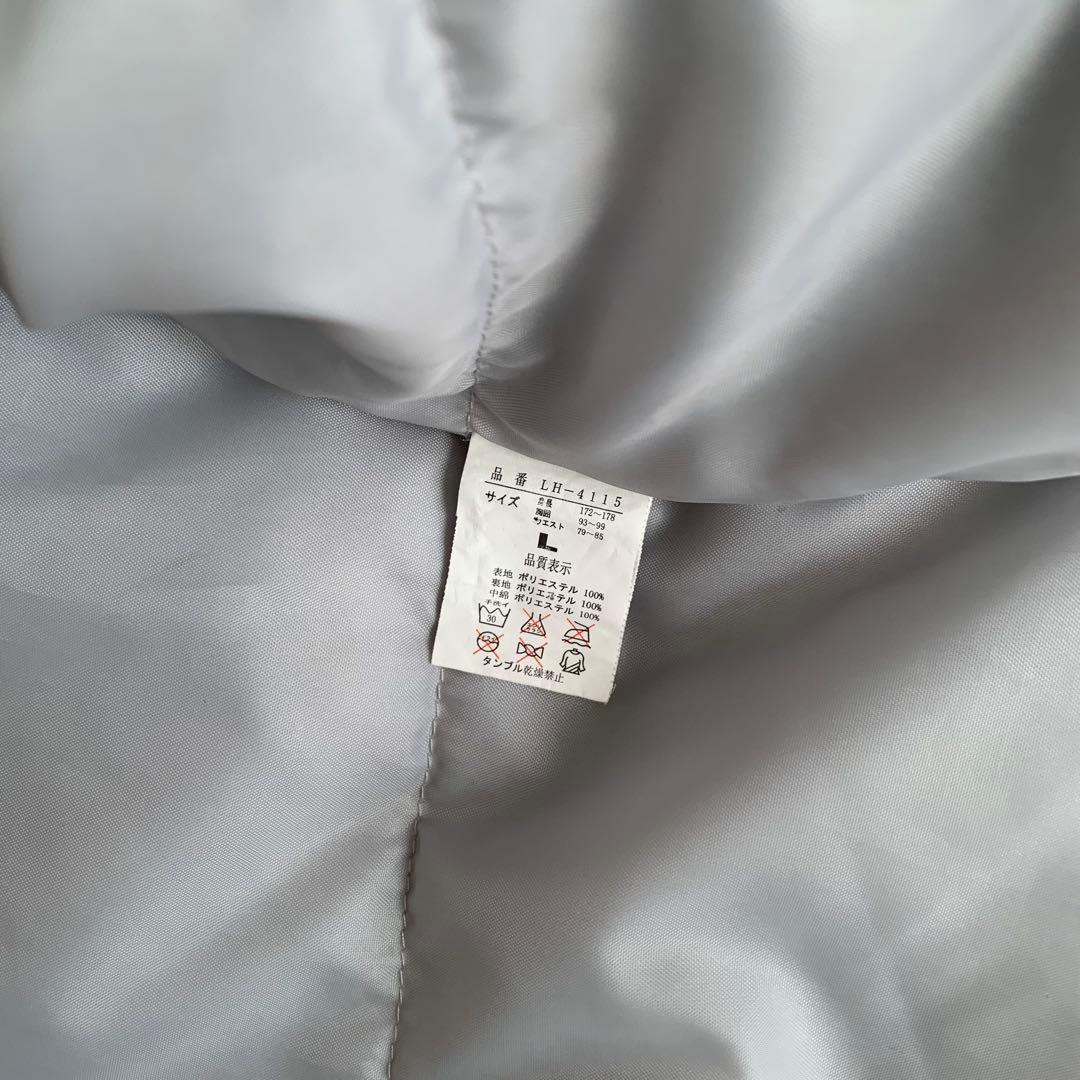 品 番 LH-4115
サイズ 身長 172～178
胸囲 93～99
ウエスト 79～85
L
品質表示
表地 ポリエステル 100%
裏地 ポリエステル 100%
中綿 ポリエステル 100%
手洗イ
30
タンブル乾燥禁止